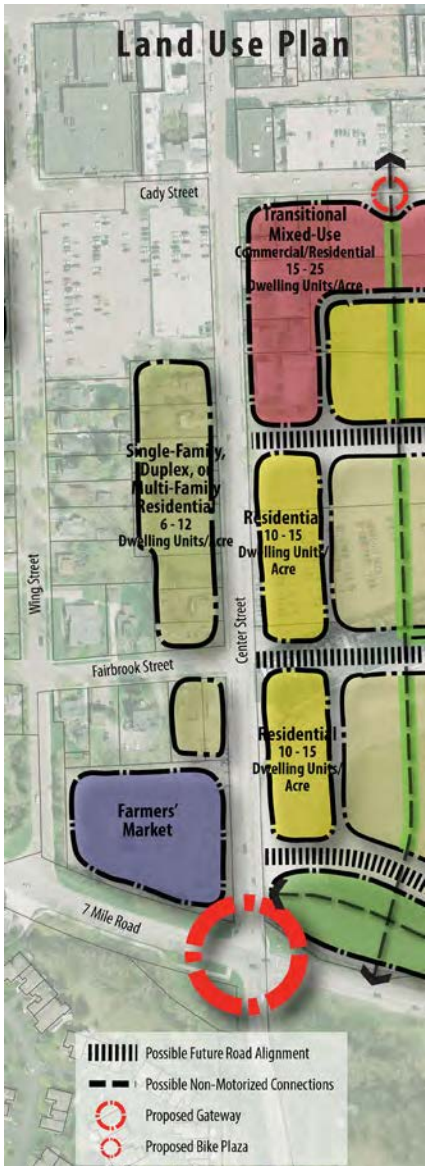 Land Use Plan
Cady Street
Transitional
Mixed-Use
Commercial/Residential
15 - 25
Dwelling Units/Acre
Single-Family,
Duplex, or
Multi-Family
Residential
6 - 12
Dwelling Units/Acre
Residential
10 - 15
Dwelling Units/
Acre
Wing Street
Center Street
Fairbrook Street
Residential
10 - 15
Dwelling Units/
Acre
Farmers'
Market
7 Mile Road
Possible Future Road Alignment
Possible Non-Motorized Connections
Proposed Gateway
Proposed Bike Plaza